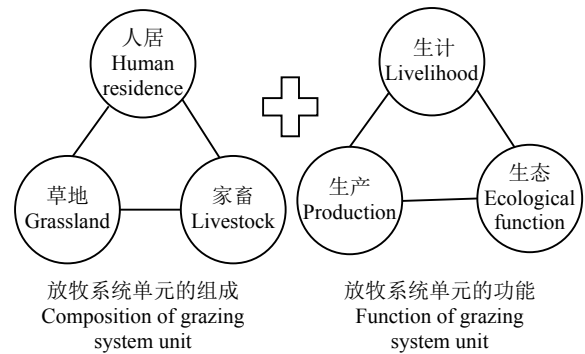 人居
Human
residence
草地
Grassland
家畜
Livestock
放牧系统单元的组成
Composition of grazing
system unit
生计
Livelihood
生产
Production
生态
Ecological
function
放牧系统单元的功能
Function of grazing
system unit